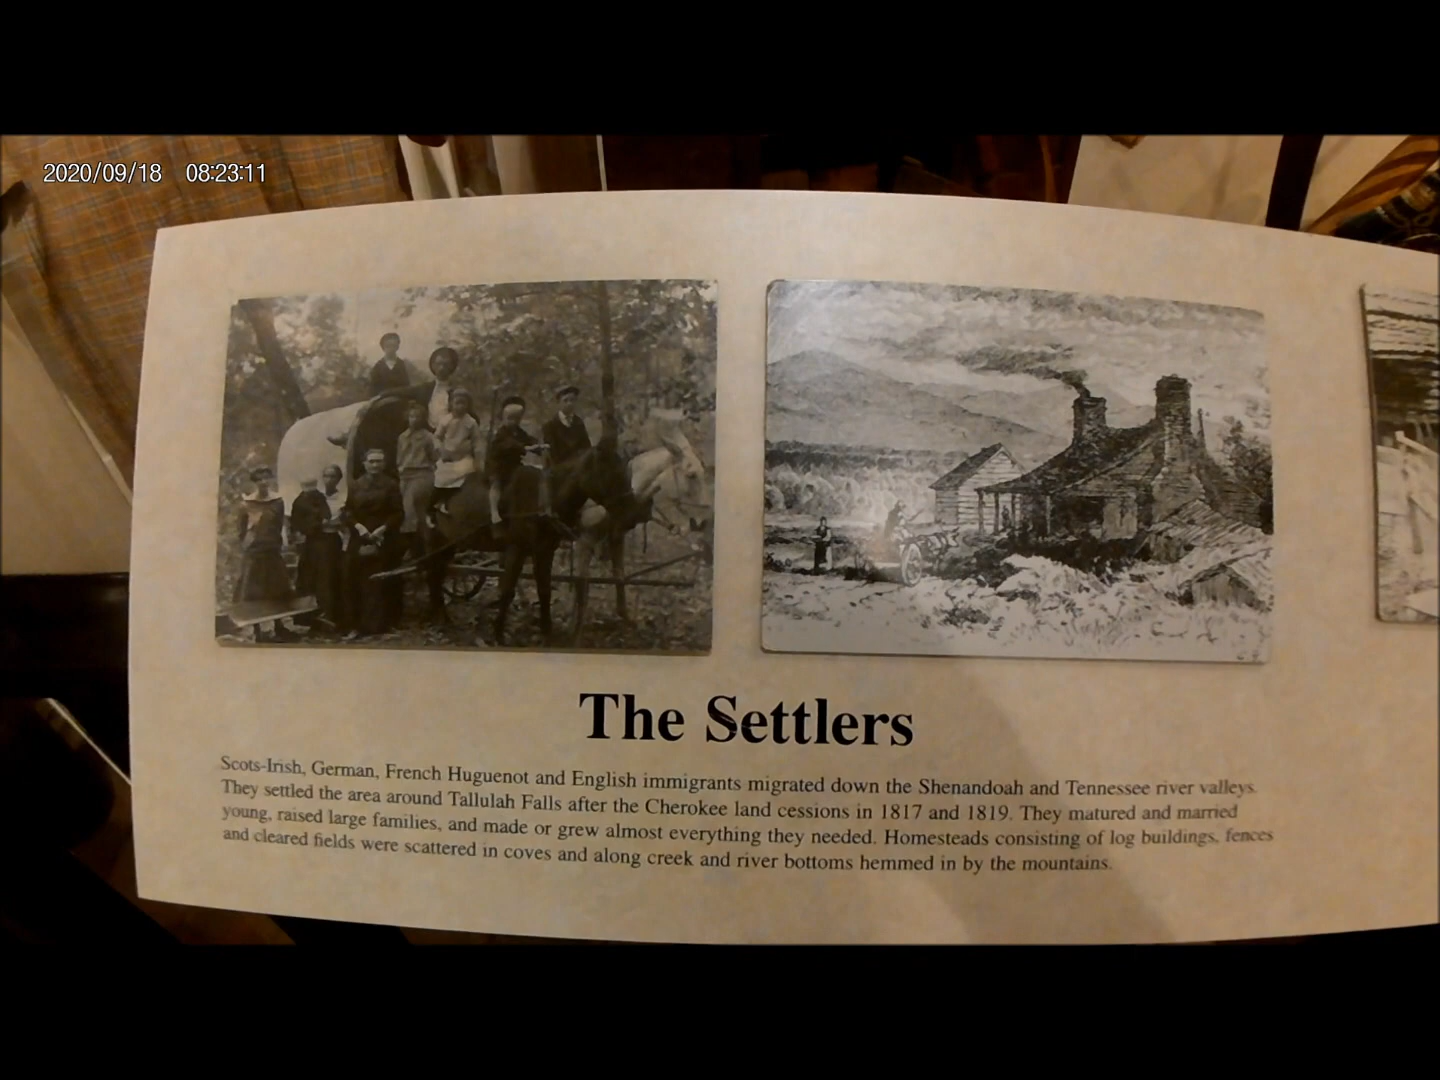 2020/09/18 08:23:11
The Settlers
Scots-Irish, German, French Huguenot and English immigrants migrated down the Shenandoah and Tennessee river valleys.
They settled the area around Tallulah Falls after the Cherokee land cessions in 1817 and 1819. They matured and married
young, raised large families, and made or grew almost everything they needed. Homesteads consisting of log buildings, fences
and cleared fields were scattered in coves and along creek and river bottoms hemmed in by the mountains.